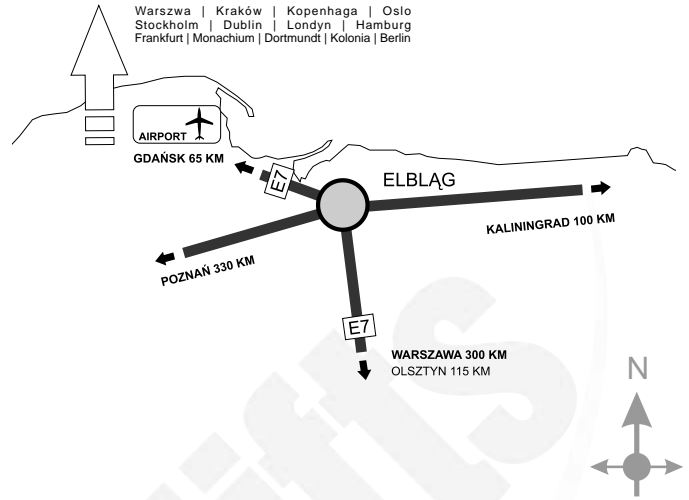 Warszwa | Kraków | Kopenhaga | Oslo
Stockholm | Dublin | Londyn | Hamburg
Frankfurt | Monachium | Dortmundt | Kolonia | Berlin
AIRPORT
GDAŃSK 65 KM
E7
ELBLĄG
KALININGRAD 100 KM
POZNAŃ 330 KM
E7
WARSZAWA 300 KM
OLSZTYN 115 KM
N